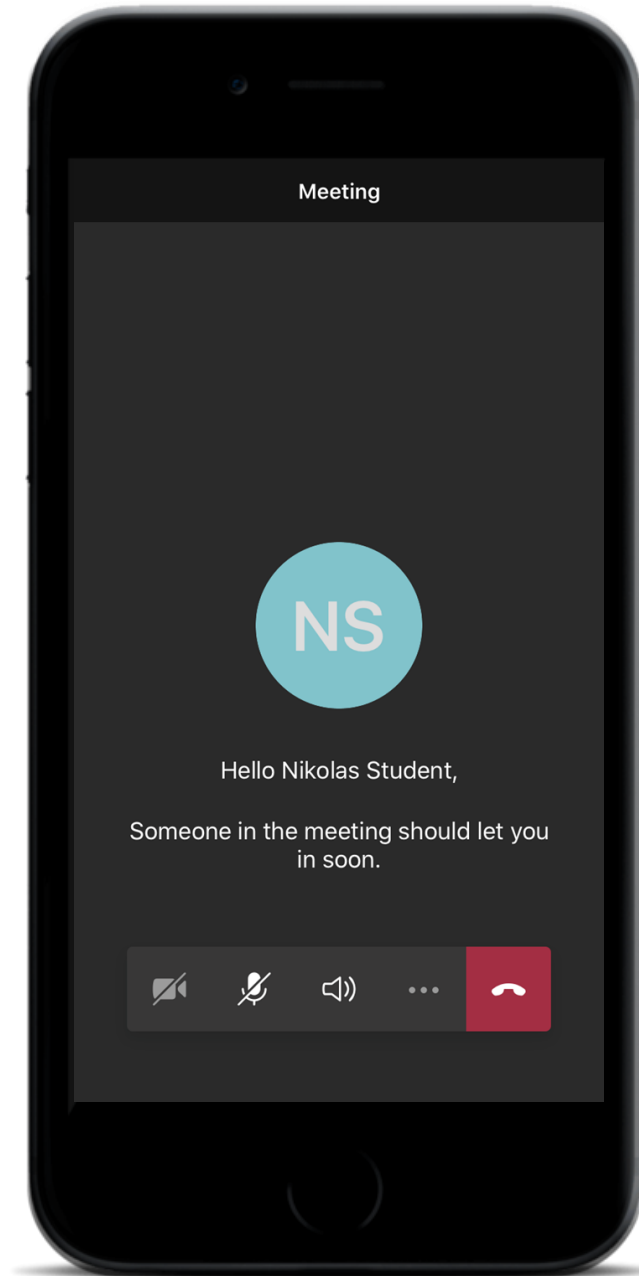 Meeting
NS
Hello Nikolas Student,
Someone in the meeting should let you
in soon.